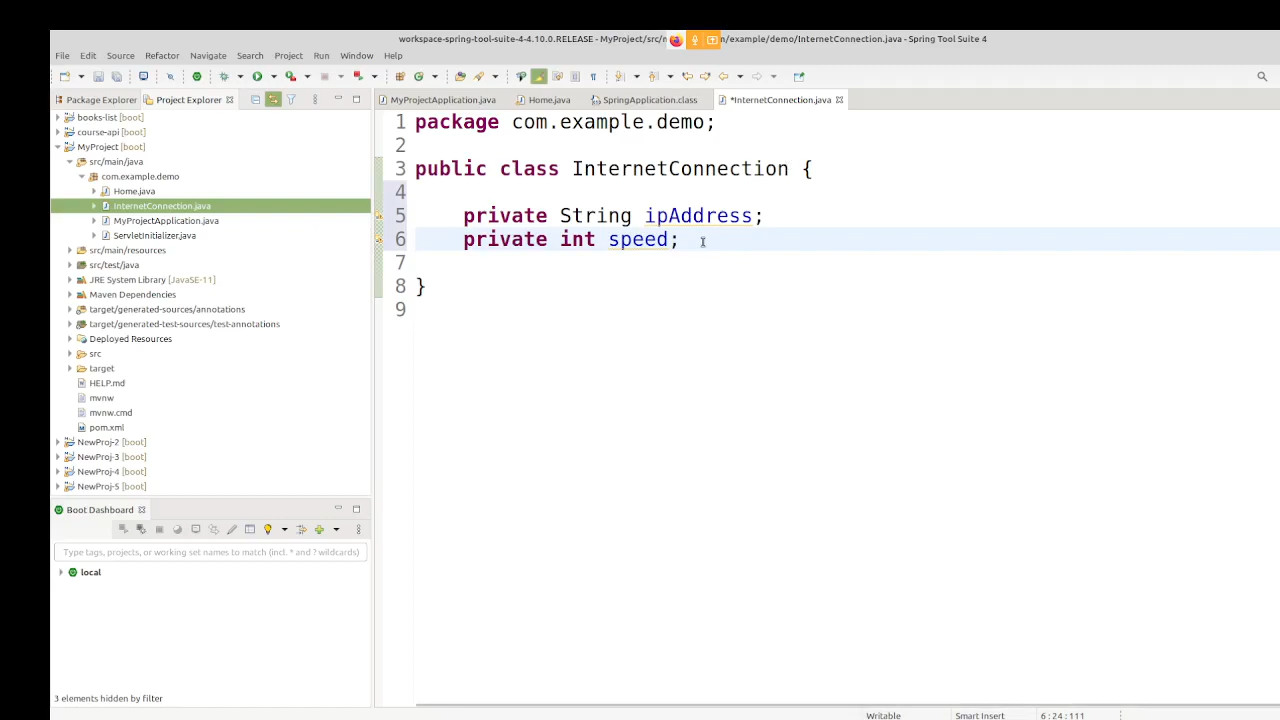 workspace-spring-tool-suite-4-4.10.0.RELEASE - MyProject/src/ n/example/demo/InternetConnection.java - Spring Tool Suite 4
File Edit Source Refactor Navigate Search Project Run Window Help
Package Explorer Project Explorer
MyProjectApplication.java Home.java SpringApplication.class *InternetConnection.java
books-list [boot]
course-api [boot]
MyProject [boot]
src/main/java
com.example.demo
Home.java
InternetConnection.java
MyProjectApplication.java
ServletInitializer.java
src/main/resources
src/test/java
JRE System Library [JavaSE-11]
Maven Dependencies
target/generated-sources/annotations
target/generated-test-sources/test-annotations
Deployed Resources
src
target
HELP.md
mvnw
mvnw.cmd
pom.xml
NewProj-2 [boot]
NewProj-3 [boot]
NewProj-4 [boot]
NewProj-5 [boot]
1 package com.example.demo;
2
3 public class InternetConnection {
4
5 private String ipAddress;
6 private int speed;
7
8 }
9
Boot Dashboard
Type tags, projects, or working set names to match (incl. * and ? wildcards)
local
3 elements hidden by filter
Writable Smart Insert 6 : 24 : 111